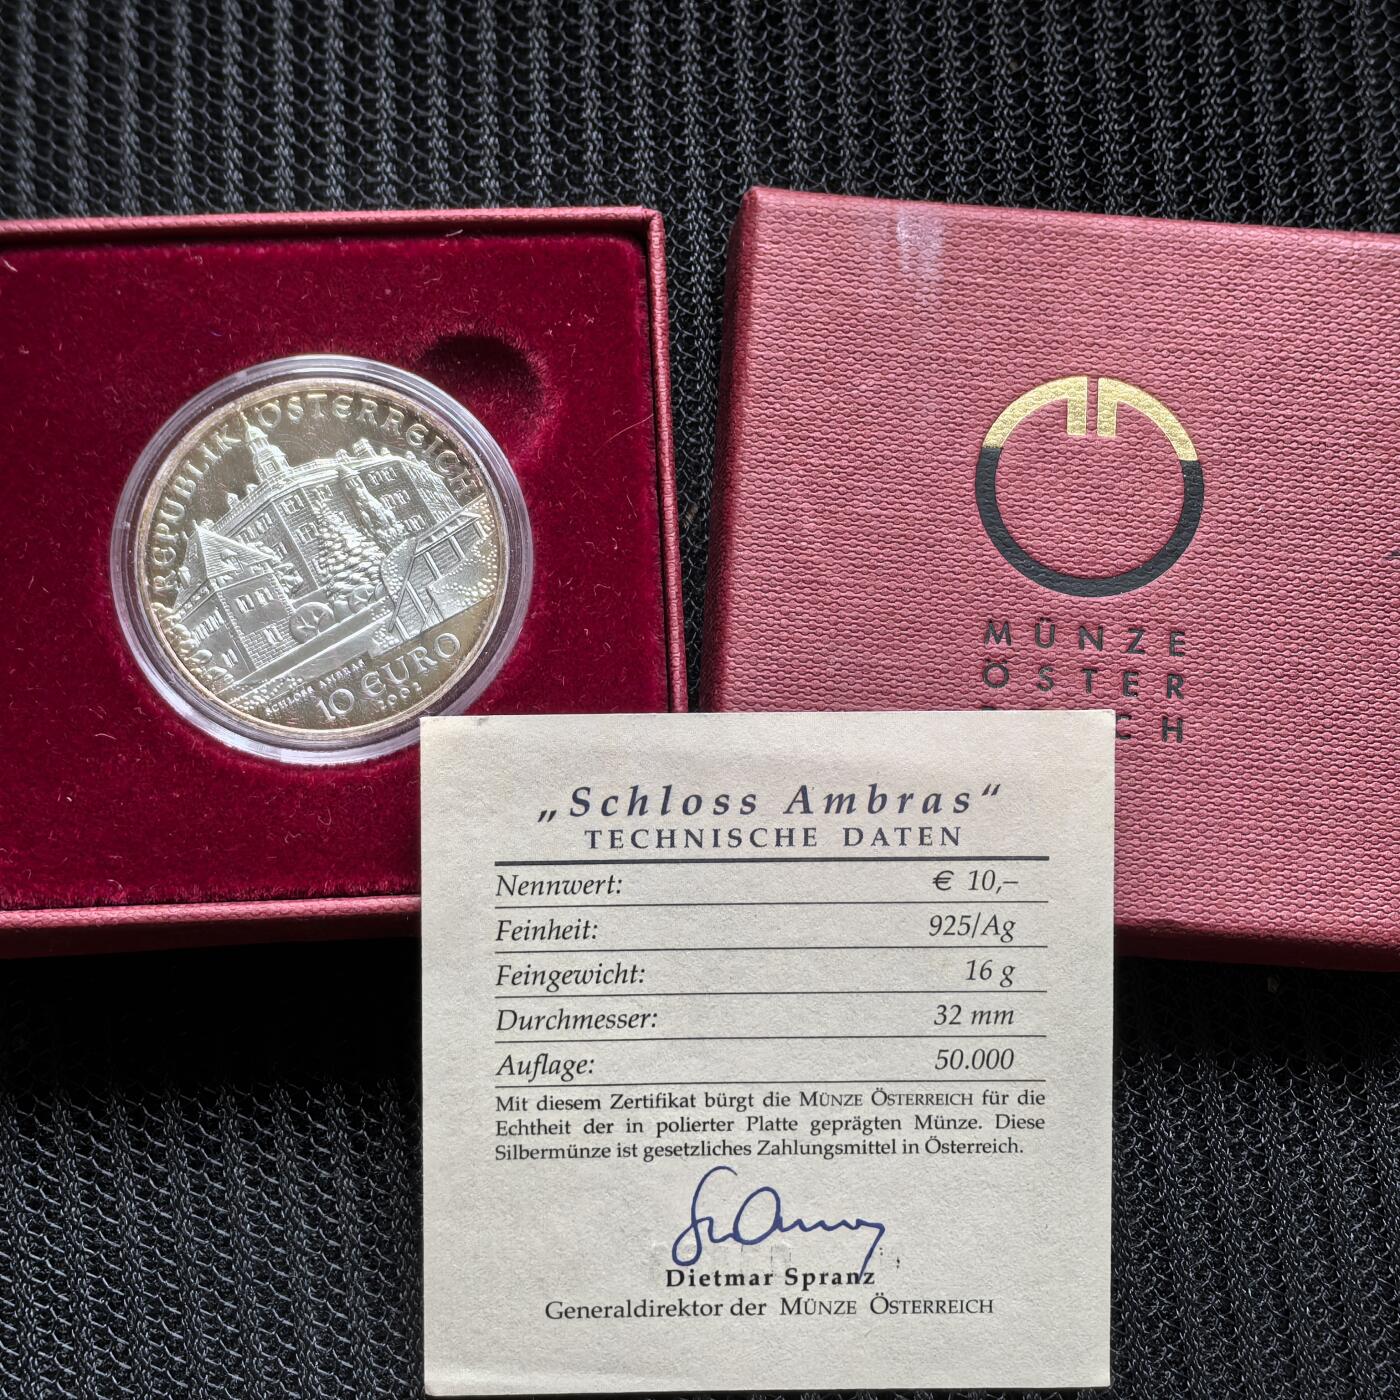 REPUBLIK ÖSTERREICH
SCHLOSS AMBRAS
10 EURO
2002
MÜNZE
ÖSTER
CH
„Schloss Ambras“
TECHNISCHE DATEN
Nennwert: € 10,–
Feinheit: 925/Ag
Feingewicht: 16 g
Durchmesser: 32 mm
Auflage: 50.000
Mit diesem Zertifikat bürgt die MÜNZE ÖSTERREICH für die
Echtheit der in polierter Platte geprägten Münze. Diese
Silbermünze ist gesetzliches Zahlungsmittel in Österreich.
Dietmar Spranz
Generaldirektor der MÜNZE ÖSTERREICH